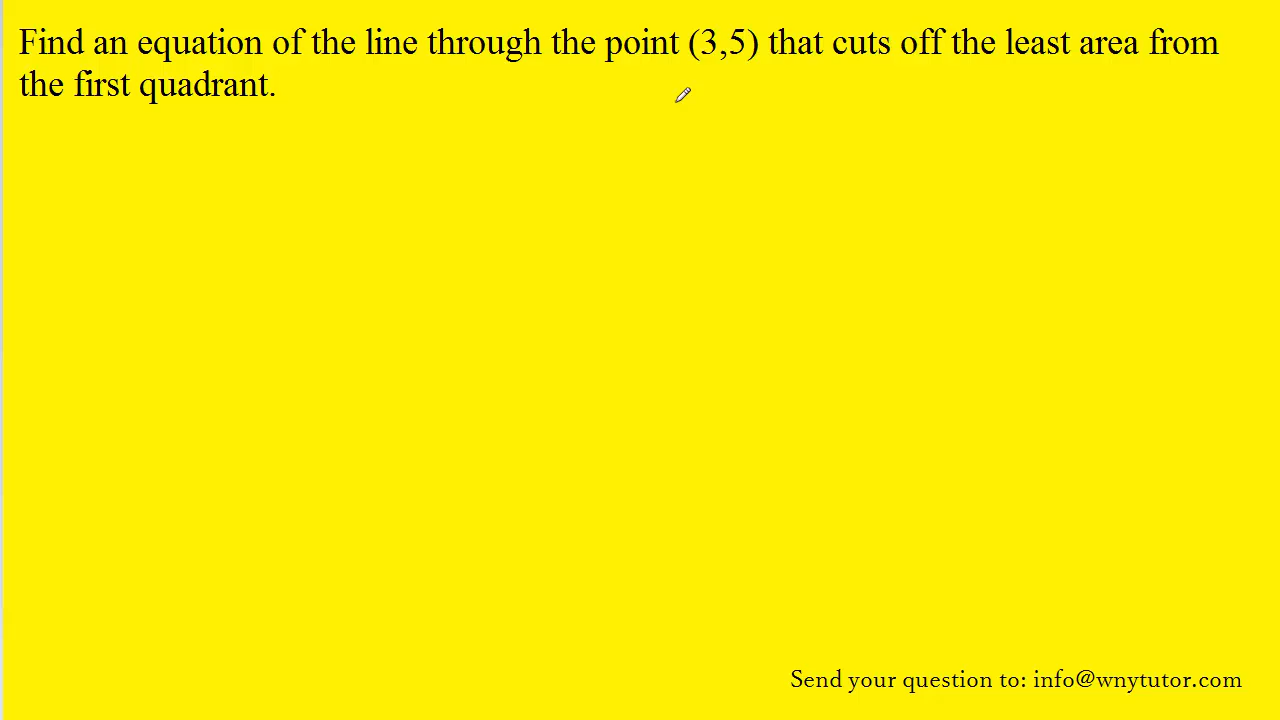 Find an equation of the line through the point (3,5) that cuts off the least area from
the first quadrant.
Send your question to: info@wnytutor.com